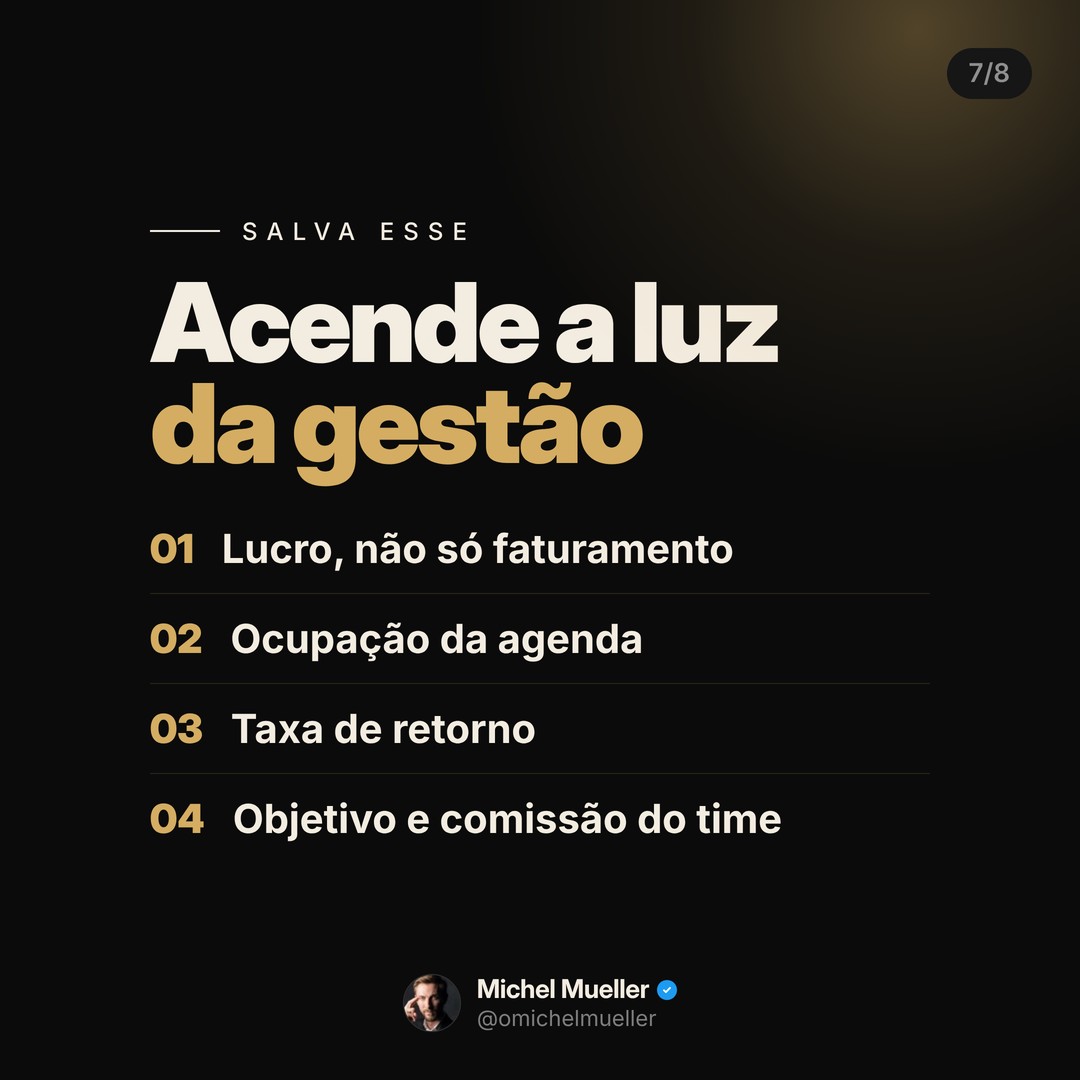 7/8
SALVA ESSE
Acende a luz
da gestão
01 Lucro, não só faturamento
02 Ocupação da agenda
03 Taxa de retorno
04 Objetivo e comissão do time
Michel Mueller
@omichelmueller